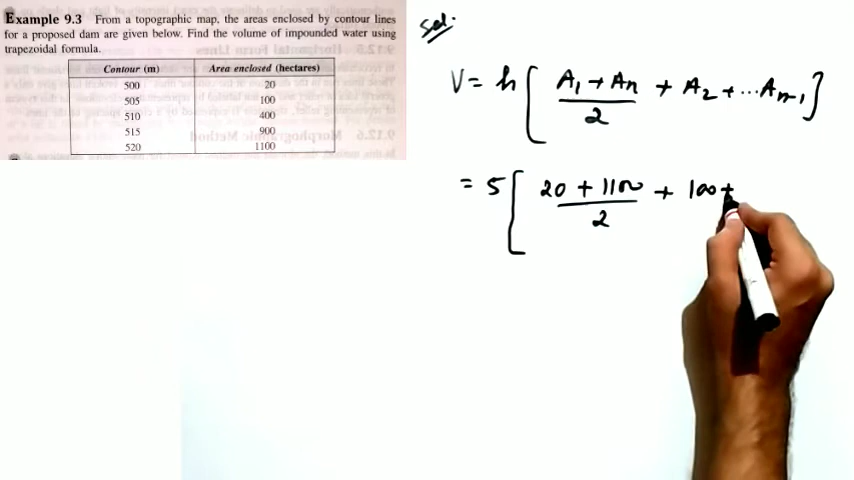 Example 9.3 From a topographic map, the areas enclosed by contour lines
for a proposed dam are given below. Find the volume of impounded water using
trapezoidal formula.
Contour (m) Area enclosed (hectares)
500 20
505 100
510 400
515 900
520 1100
Sol:
V = h [ A1 + An / 2 + A2 + ... An-1 ]
= 5 [ 20 + 1100 / 2 + 100 +